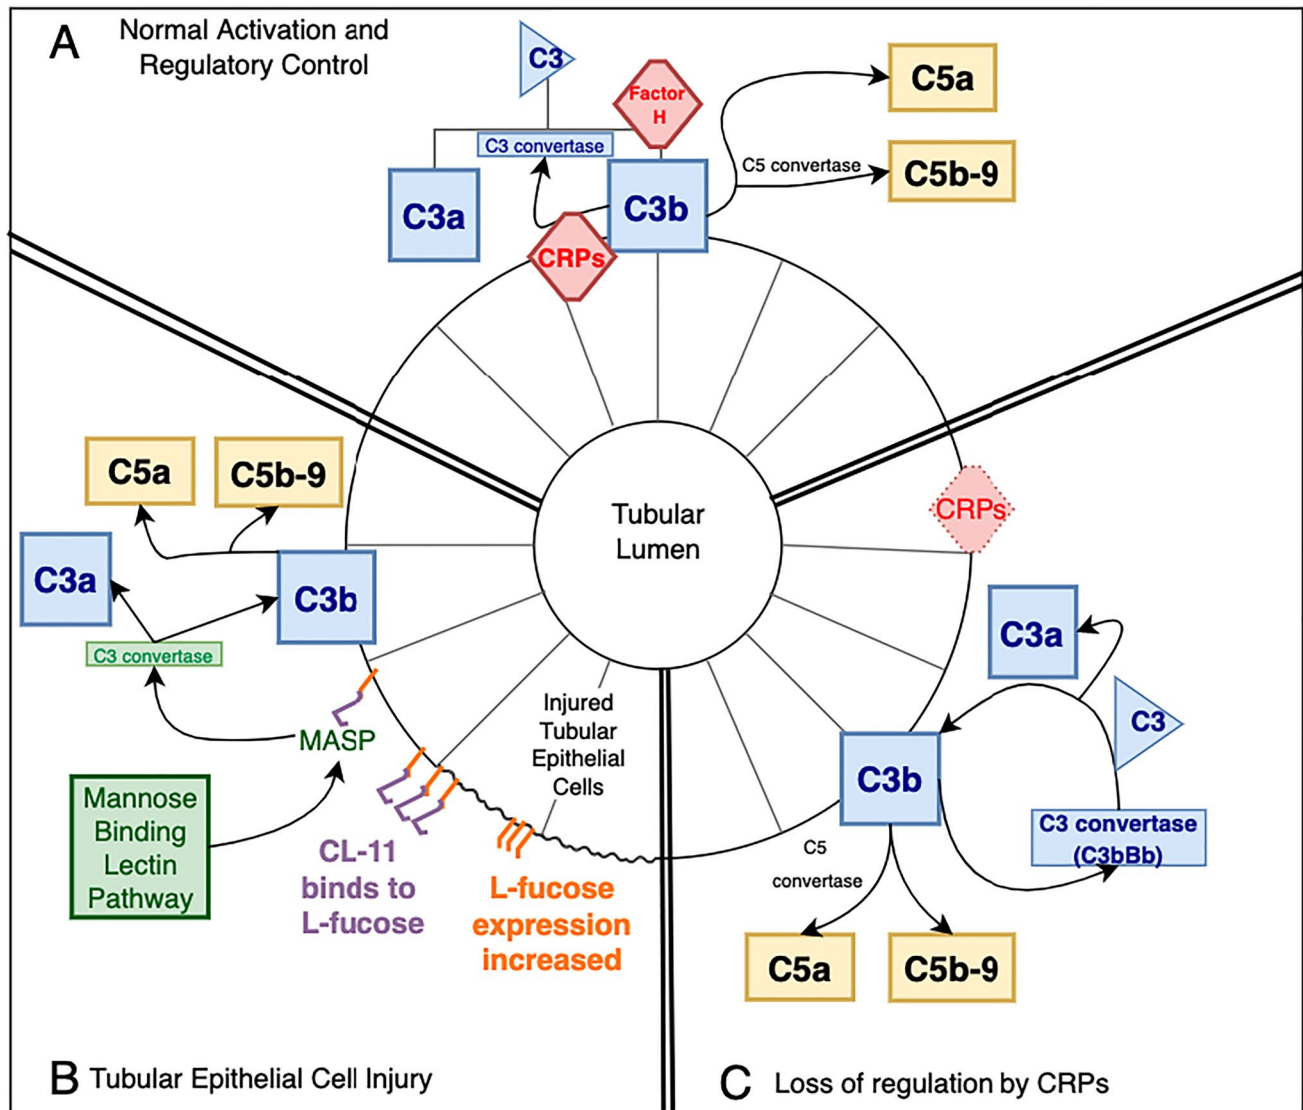 A
Normal Activation and
Regulatory Control
C3
Factor
H
C3 convertase
C3a
C3b
CRPs
C5 convertase
C5a
C5b-9
Tubular
Lumen
C5a
C5b-9
C3a
C3b
C3 convertase
MASP
Mannose
Binding
Lectin
Pathway
CL-11
binds to
L-fucose
L-fucose
expression
increased
Injured
Tubular
Epithelial
Cells
B Tubular Epithelial Cell Injury
CRPs
C3a
C3
C3b
C3 convertase
(C3bBb)
C5
convertase
C5a
C5b-9
C Loss of regulation by CRPs